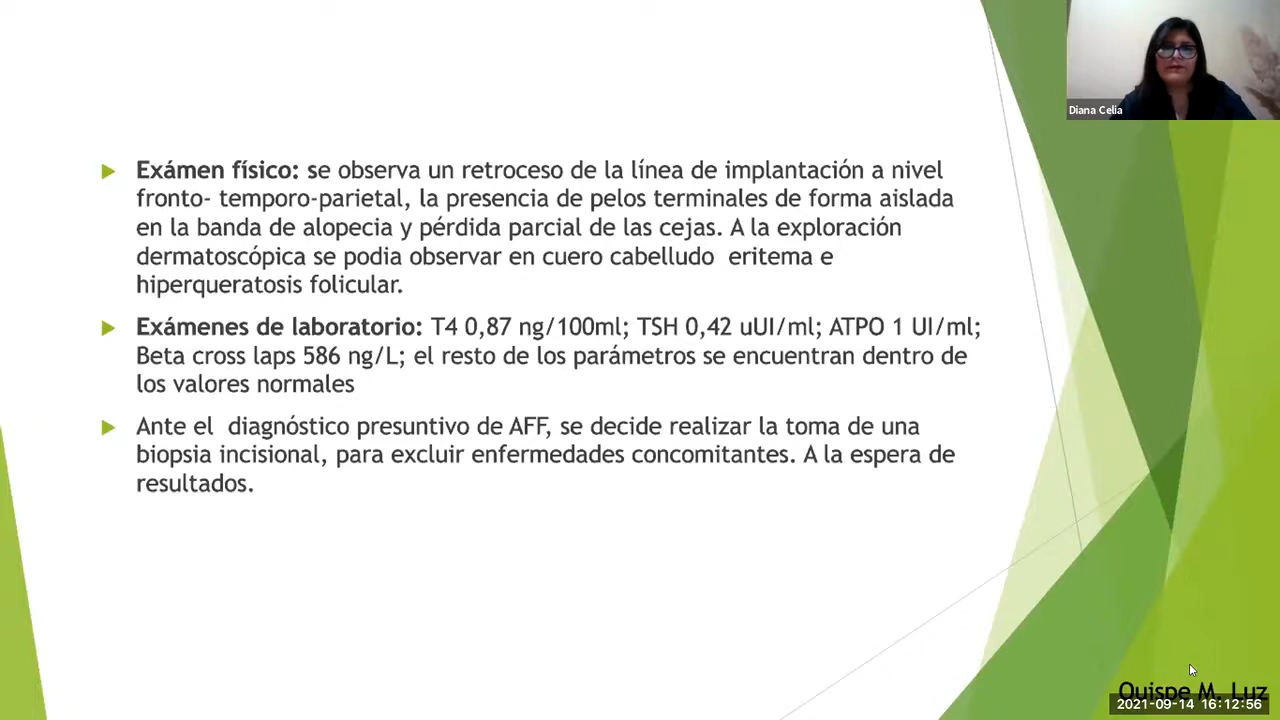 Diana Celia
Exámen físico: se observa un retroceso de la línea de implantación a nivel
fronto- temporo-parietal, la presencia de pelos terminales de forma aislada
en la banda de alopecia y pérdida parcial de las cejas. A la exploración
dermatoscópica se podia observar en cuero cabelludo  eritema e
hiperqueratosis folicular.
Exámenes de laboratorio: T4 0,87 ng/100ml; TSH 0,42 uUI/ml; ATPO 1 UI/ml;
Beta cross laps 586 ng/L; el resto de los parámetros se encuentran dentro de
los valores normales
Ante el  diagnóstico presuntivo de AFF, se decide realizar la toma de una
biopsia incisional, para excluir enfermedades concomitantes. A la espera de
resultados.
Quispe M. Luz
2021-09-14 16:12:56